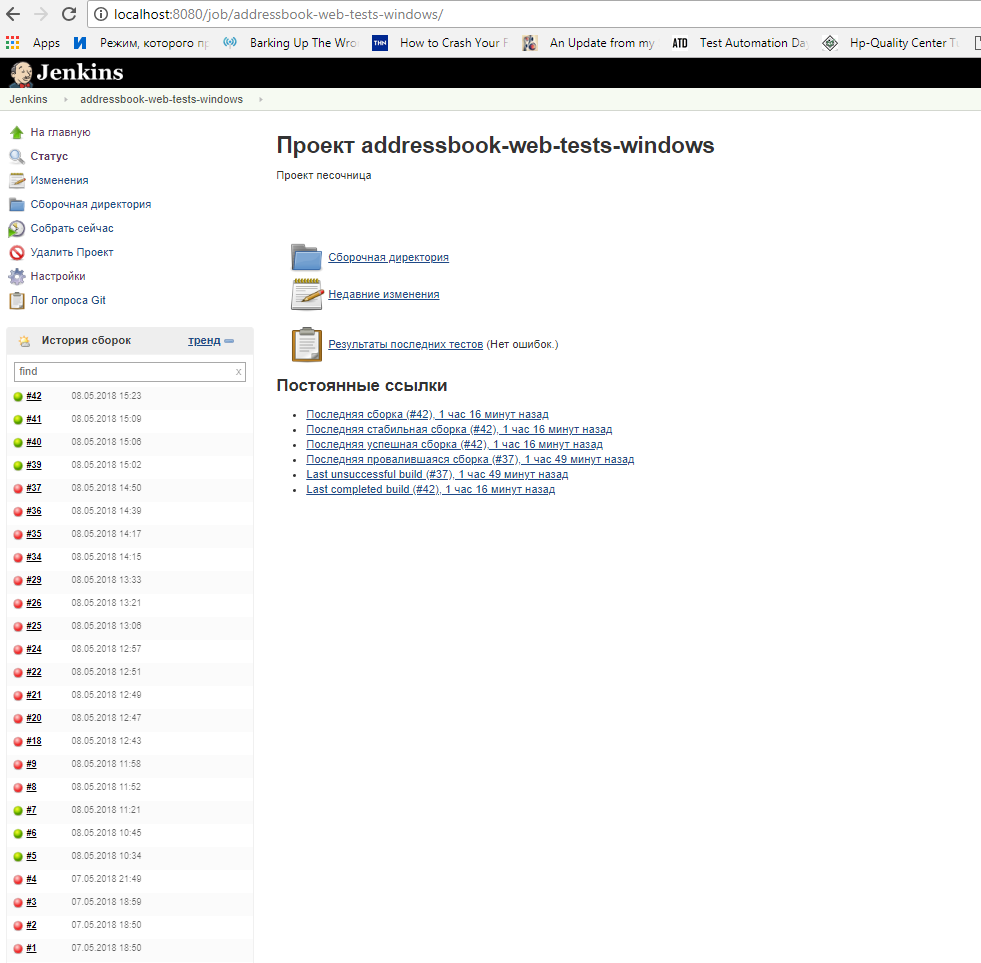 localhost:8080/job/addressbook-web-tests-windows/
Apps Режим, которого Barking Up The Wro How to Crash Your An Update from my ATD Test Automation Da Hp-Quality Center
Jenkins
Jenkins addressbook-web-tests-windows
На главную
Статус
Изменения
Сборочная директория
Собрать сейчас
Удалить Проект
Настройки
Лог опроса Git
История сборок тренд
find x
#42 08.05.2018 15:23
#41 08.05.2018 15:09
#40 08.05.2018 15:06
#39 08.05.2018 15:02
#37 08.05.2018 14:50
#36 08.05.2018 14:39
#35 08.05.2018 14:17
#34 08.05.2018 14:15
#29 08.05.2018 13:33
#26 08.05.2018 13:21
#25 08.05.2018 13:06
#24 08.05.2018 12:57
#22 08.05.2018 12:51
#21 08.05.2018 12:49
#20 08.05.2018 12:47
#18 08.05.2018 12:43
#9 08.05.2018 11:58
#8 08.05.2018 11:52
#7 08.05.2018 11:21
#6 08.05.2018 10:45
#5 08.05.2018 10:34
#4 07.05.2018 21:49
#3 07.05.2018 18:59
#2 07.05.2018 18:50
#1 07.05.2018 18:50
Проект addressbook-web-tests-windows
Проект песочница
Сборочная директория
Недавние изменения
Результаты последних тестов (Нет ошибок.)
Постоянные ссылки
Последняя сборка (#42), 1 час 16 минут назад
Последняя стабильная сборка (#42), 1 час 16 минут назад
Последняя успешная сборка (#42), 1 час 16 минут назад
Последняя провалившаяся сборка (#37), 1 час 49 минут назад
Last unsuccessful build (#37), 1 час 49 минут назад
Last completed build (#42), 1 час 16 минут назад